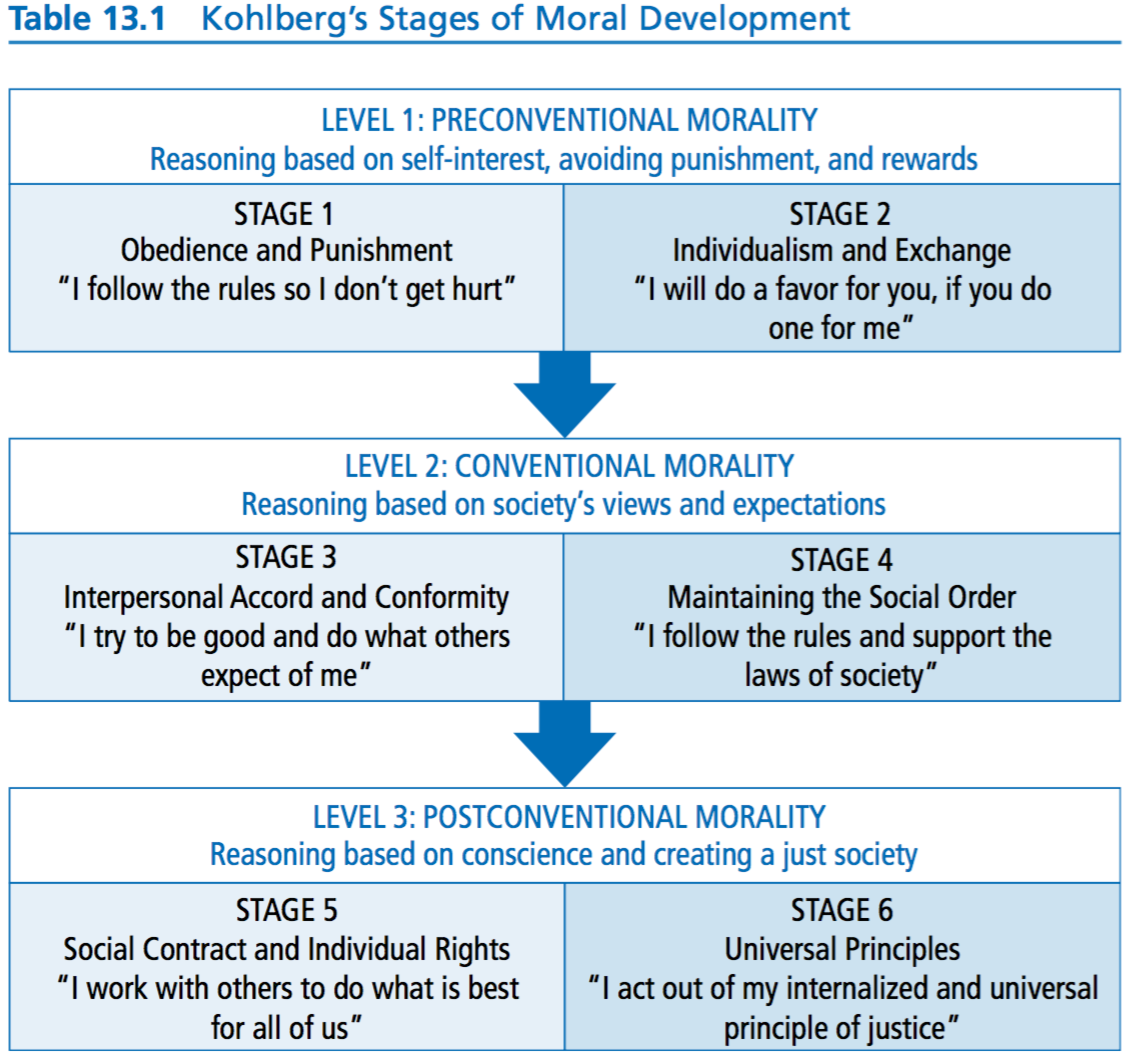 Table 13.1 Kohlberg's Stages of Moral Development
LEVEL 1: PRECONVENTIONAL MORALITY
Reasoning based on self-interest, avoiding punishment, and rewards
STAGE 1
Obedience and Punishment
“I follow the rules so I don’t get hurt”
STAGE 2
Individualism and Exchange
“I will do a favor for you, if you do
one for me”
LEVEL 2: CONVENTIONAL MORALITY
Reasoning based on society’s views and expectations
STAGE 3
Interpersonal Accord and Conformity
“I try to be good and do what others
expect of me”
STAGE 4
Maintaining the Social Order
“I follow the rules and support the
laws of society”
LEVEL 3: POSTCONVENTIONAL MORALITY
Reasoning based on conscience and creating a just society
STAGE 5
Social Contract and Individual Rights
“I work with others to do what is best
for all of us”
STAGE 6
Universal Principles
“I act out of my internalized and universal
principle of justice”